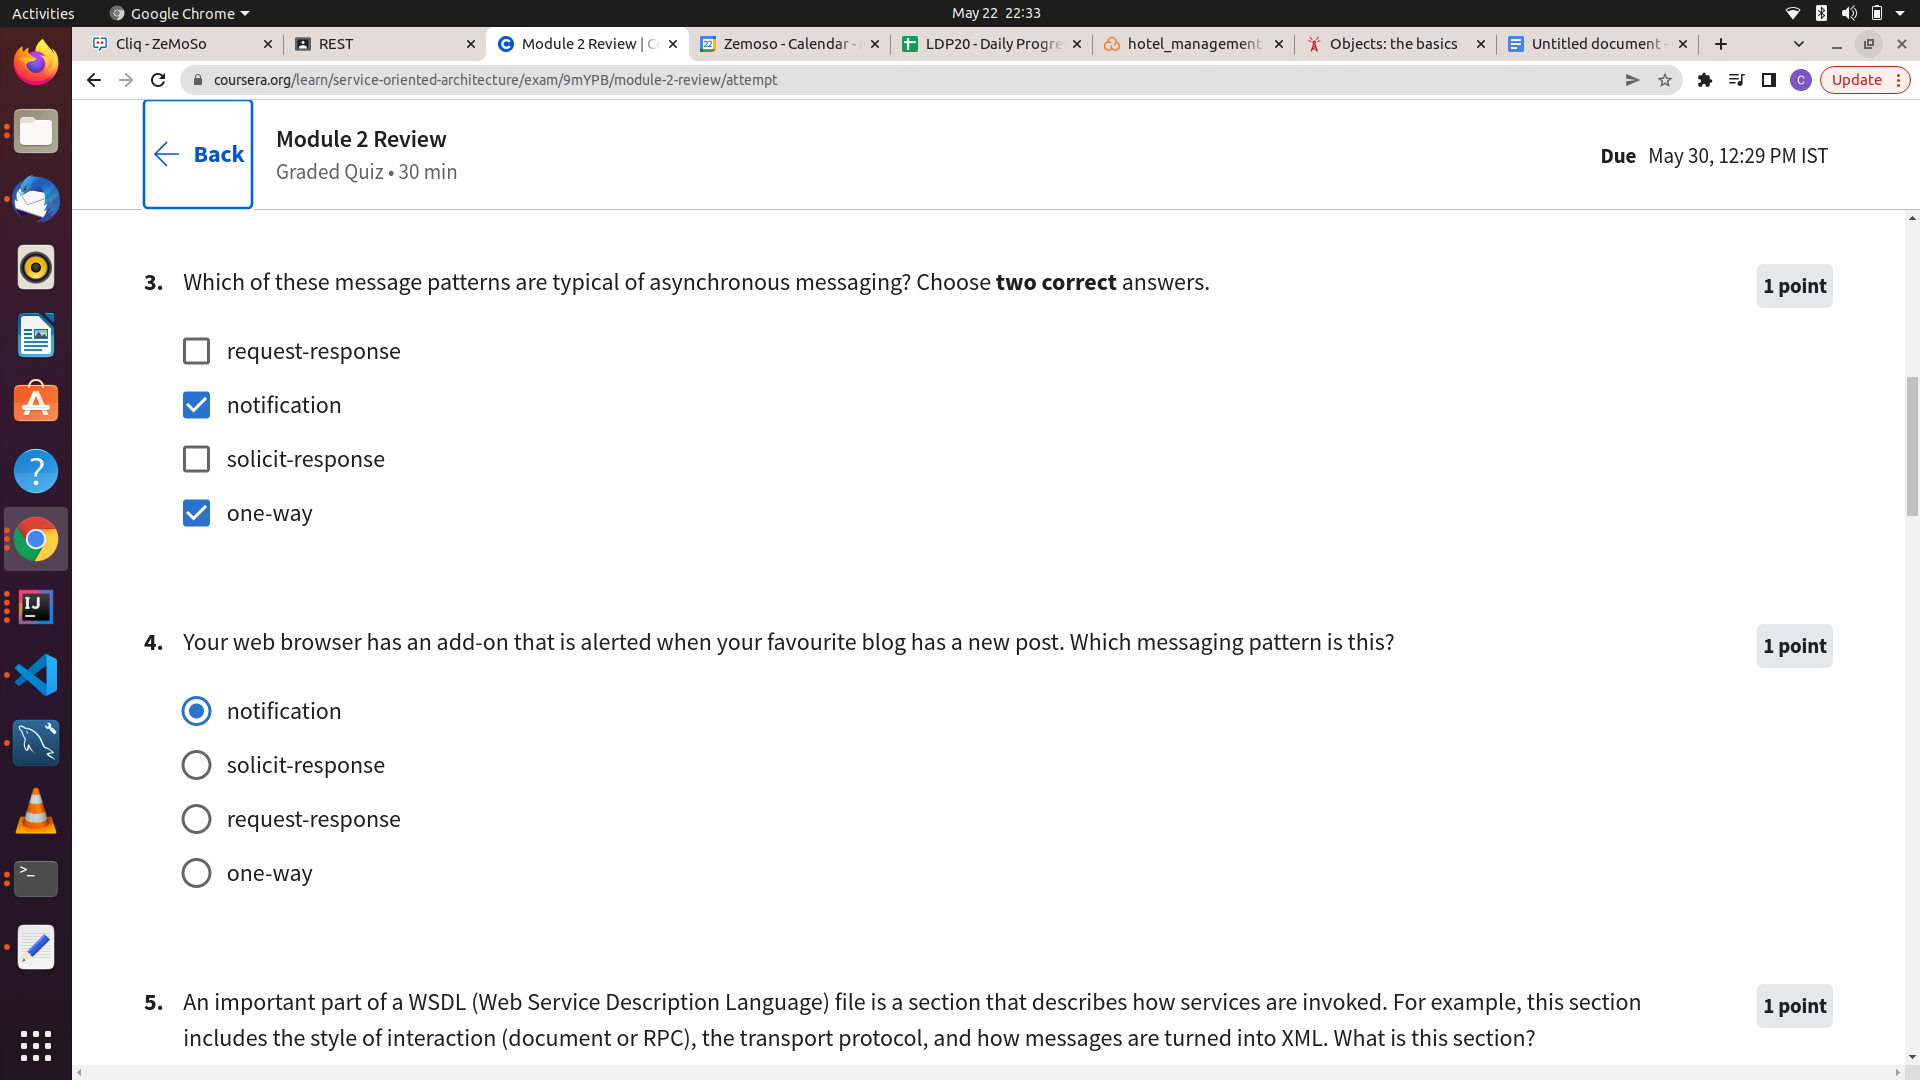 Activities
Google Chrome
May 22 22:33
Cliq - ZeMoSo
REST
Module 2 Review | C
Zemoso - Calendar -
LDP20 - Daily Progre
hotel_management
Objects: the basics
Untitled document -
coursera.org/learn/service-oriented-architecture/exam/9mYPB/module-2-review/attempt
C
Update
Back
Module 2 Review
Graded Quiz • 30 min
Due May 30, 12:29 PM IST
3. Which of these message patterns are typical of asynchronous messaging? Choose two correct answers.
1 point
request-response
notification
solicit-response
one-way
4. Your web browser has an add-on that is alerted when your favourite blog has a new post. Which messaging pattern is this?
1 point
notification
solicit-response
request-response
one-way
5. An important part of a WSDL (Web Service Description Language) file is a section that describes how services are invoked. For example, this section
includes the style of interaction (document or RPC), the transport protocol, and how messages are turned into XML. What is this section?
1 point